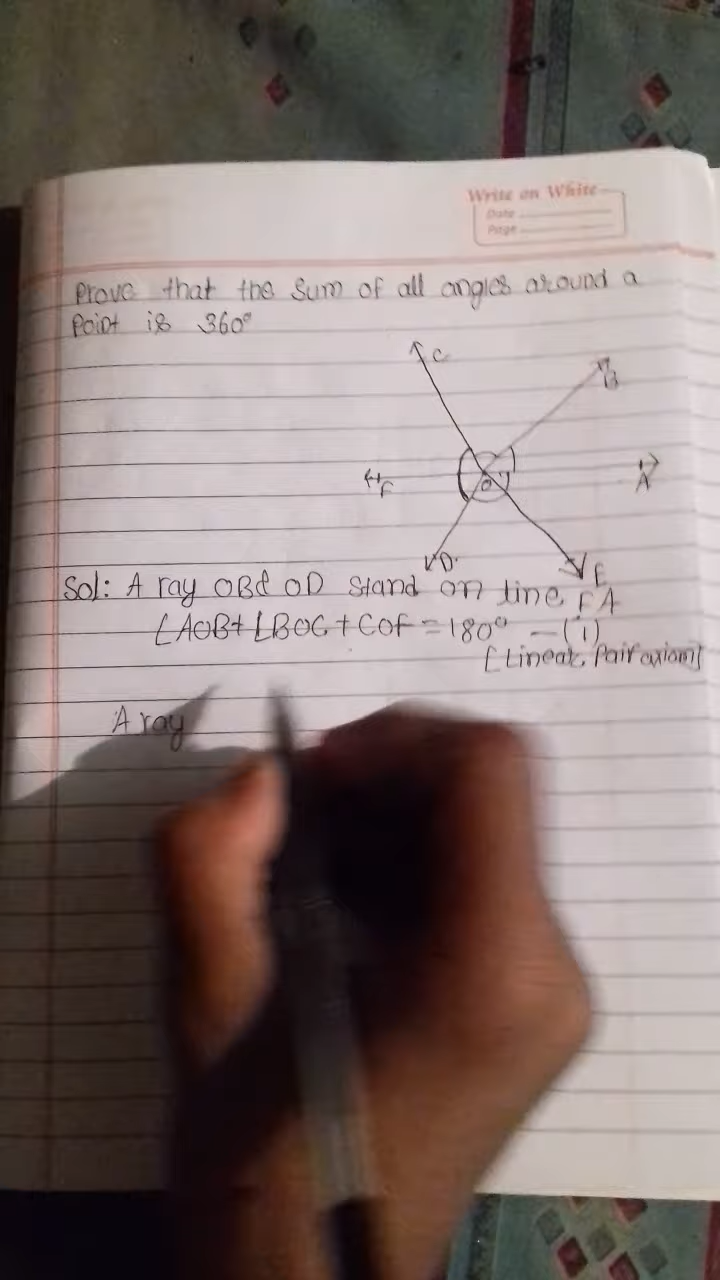 Write on White
Date
Page
Prove that the sum of all angles around a
Point is 360°
C
B
F
O
A
D
E
Sol: A ray OB & OD stand on line FA
∠AOB + ∠BOC + COF = 180° - (1)
[Linear Pair axiom]
A ray